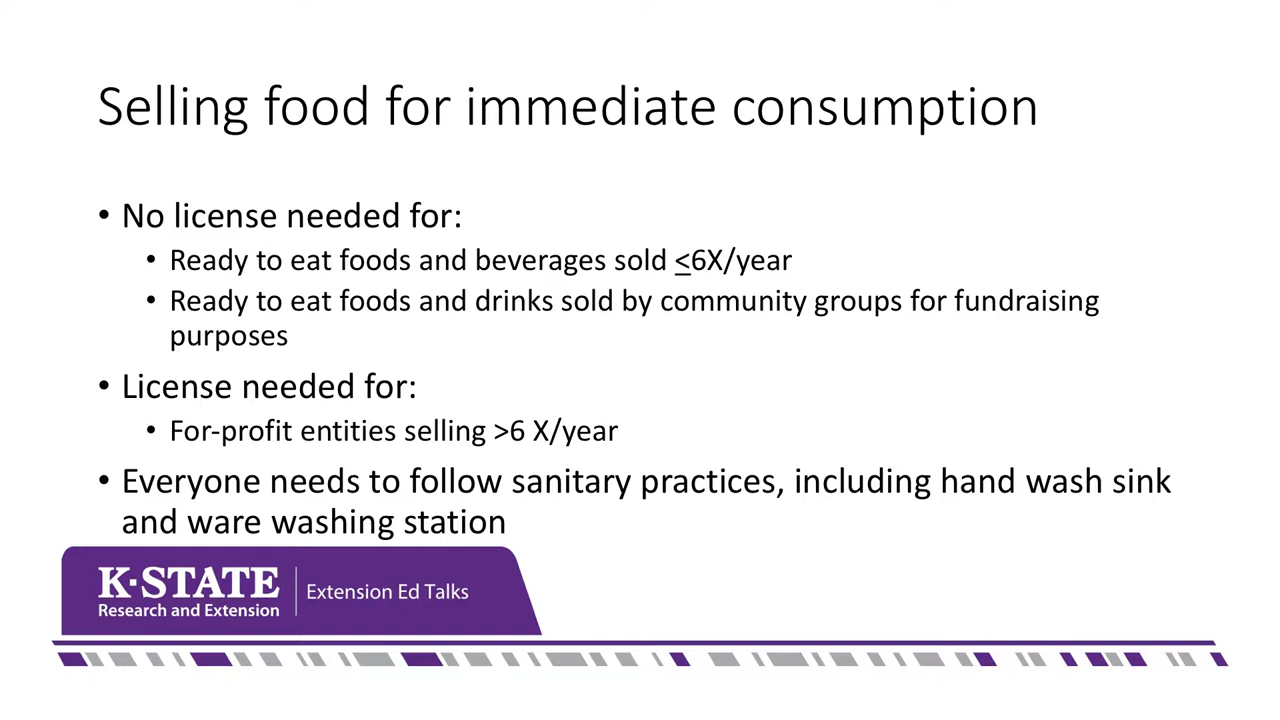 Selling food for immediate consumption
• No license needed for:
• Ready to eat foods and beverages sold ≤6X/year
• Ready to eat foods and drinks sold by community groups for fundraising
purposes
• License needed for:
• For-profit entities selling >6 X/year
• Everyone needs to follow sanitary practices, including hand wash sink
and ware washing station
K-STATE
Research and Extension
Extension Ed Talks